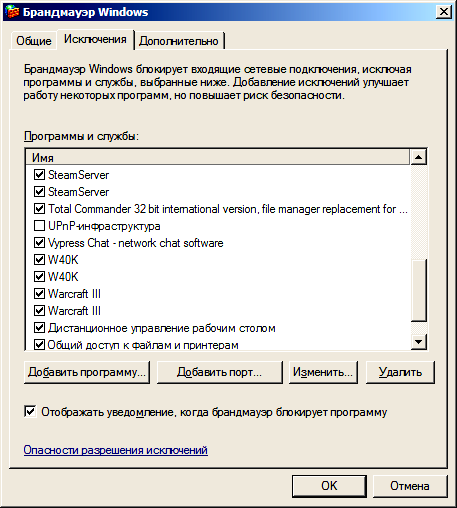 Брандмауэр Windows
Общие Исключения Дополнительно
Брандмауэр Windows блокирует входящие сетевые подключения, исключая
программы и службы, выбранные ниже. Добавление исключений улучшает
работу некоторых программ, но повышает риск безопасности.
Программы и службы:
Имя
SteamServer
SteamServer
Total Commander 32 bit international version, file manager replacement for ...
UPnP-инфраструктура
Vypress Chat - network chat software
W40K
W40K
Warcraft III
Warcraft III
Дистанционное управление рабочим столом
Общий доступ к файлам и принтерам
Добавить программу... Добавить порт... Изменить... Удалить
Отображать уведомление, когда брандмауэр блокирует программу
Опасности разрешения исключений
OK Отмена